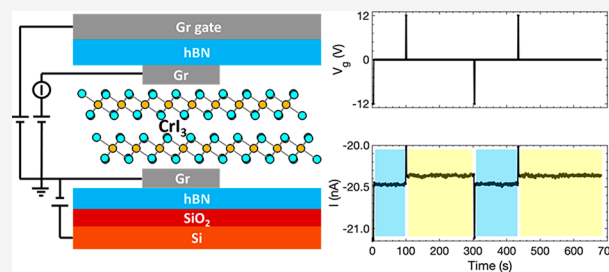 Gr gate
hBN
Gr
I
CrI3
Gr
hBN
SiO2
Si
Vg (V)
12
0
-12
I (nA)
-20.0
-20.5
-21.0
0 100 200 300 400 500 600 700
Time (s)